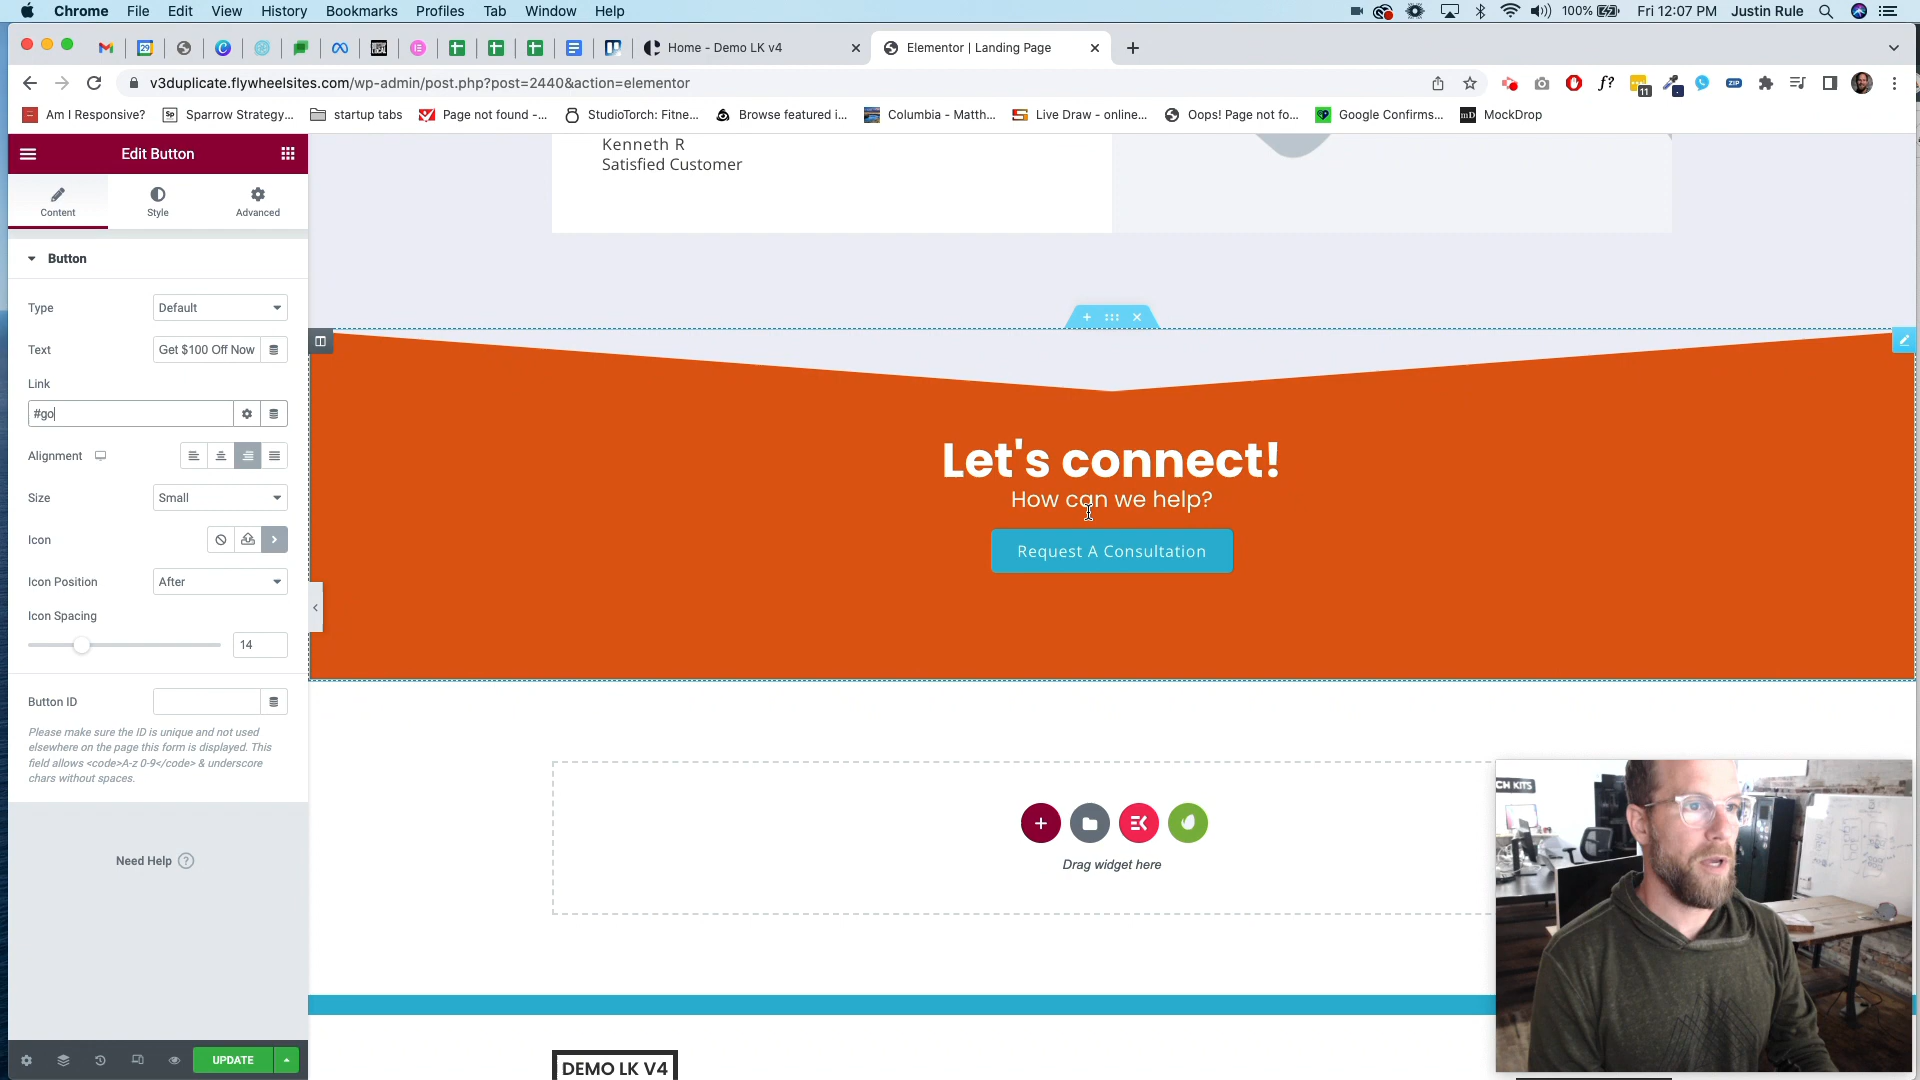 Chrome File Edit View History Bookmarks Profiles Tab Window Help
100% Fri 12:07 PM Justin Rule
Home - Demo LK v4
Elementor | Landing Page
v3duplicate.flywheelsites.com/wp-admin/post.php?post=2440&action=elementor
Am I Responsive? Sparrow Strategy... startup tabs Page not found -... StudioTorch: Fitne... Browse featured i... Columbia - Matth... Live Draw - online... Oops! Page not fo... Google Confirms... MockDrop
Edit Button
Content Style Advanced
Button
Type Default
Text Get $100 Off Now
Link
#go
Alignment
Size Small
Icon
Icon Position After
Icon Spacing
14
Button ID
Please make sure the ID is unique and not used
elsewhere on the page this form is displayed. This
field allows <code>A-z 0-9</code> & underscore
chars without spaces.
Need Help ?
UPDATE
Kenneth R
Satisfied Customer
Let's connect!
How can we help?
Request A Consultation
Drag widget here
DEMO LK V4
CH KITS